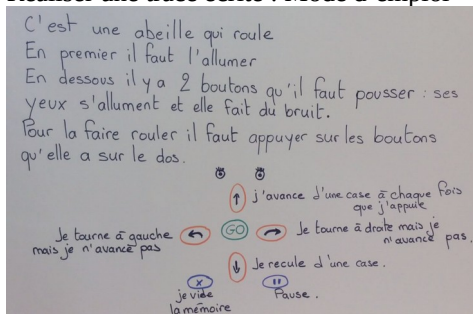 Réaliser une trace écrite : Mode d'emploi
C'est une abeille qui roule
En premier il faut l'allumer
En dessous il y a 2 boutons qu'il faut pousser : ses
yeux s'allument et elle fait du bruit.
Pour la faire rouler il faut appuyer sur les boutons
qu'elle a sur le dos.
j'avance d'une case à chaque fois
que j'appuie
Je tourne à gauche
mais je n'avance pas
GO
Je tourne à droite mais je
n'avance pas.
Je recule d'une case.
je vide
la mémoire
Pause.